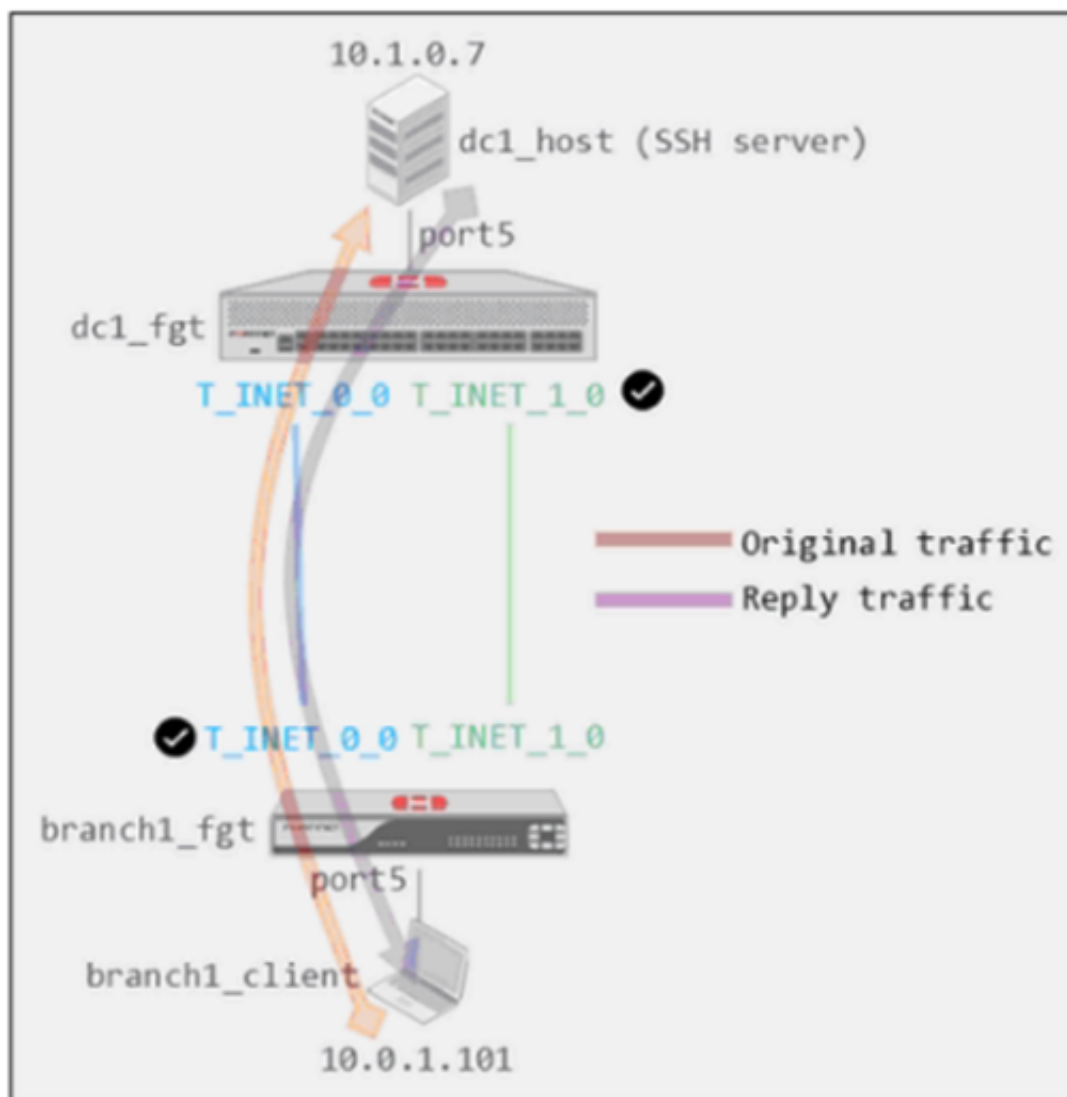 10.1.0.7
dc1_host (SSH server)
port5
dc1_fgt
T_INET_0_0 T_INET_1_0
Original traffic
Reply traffic
T_INET_0_0 T_INET_1_0
branch1_fgt
port5
branch1_client
10.0.1.101